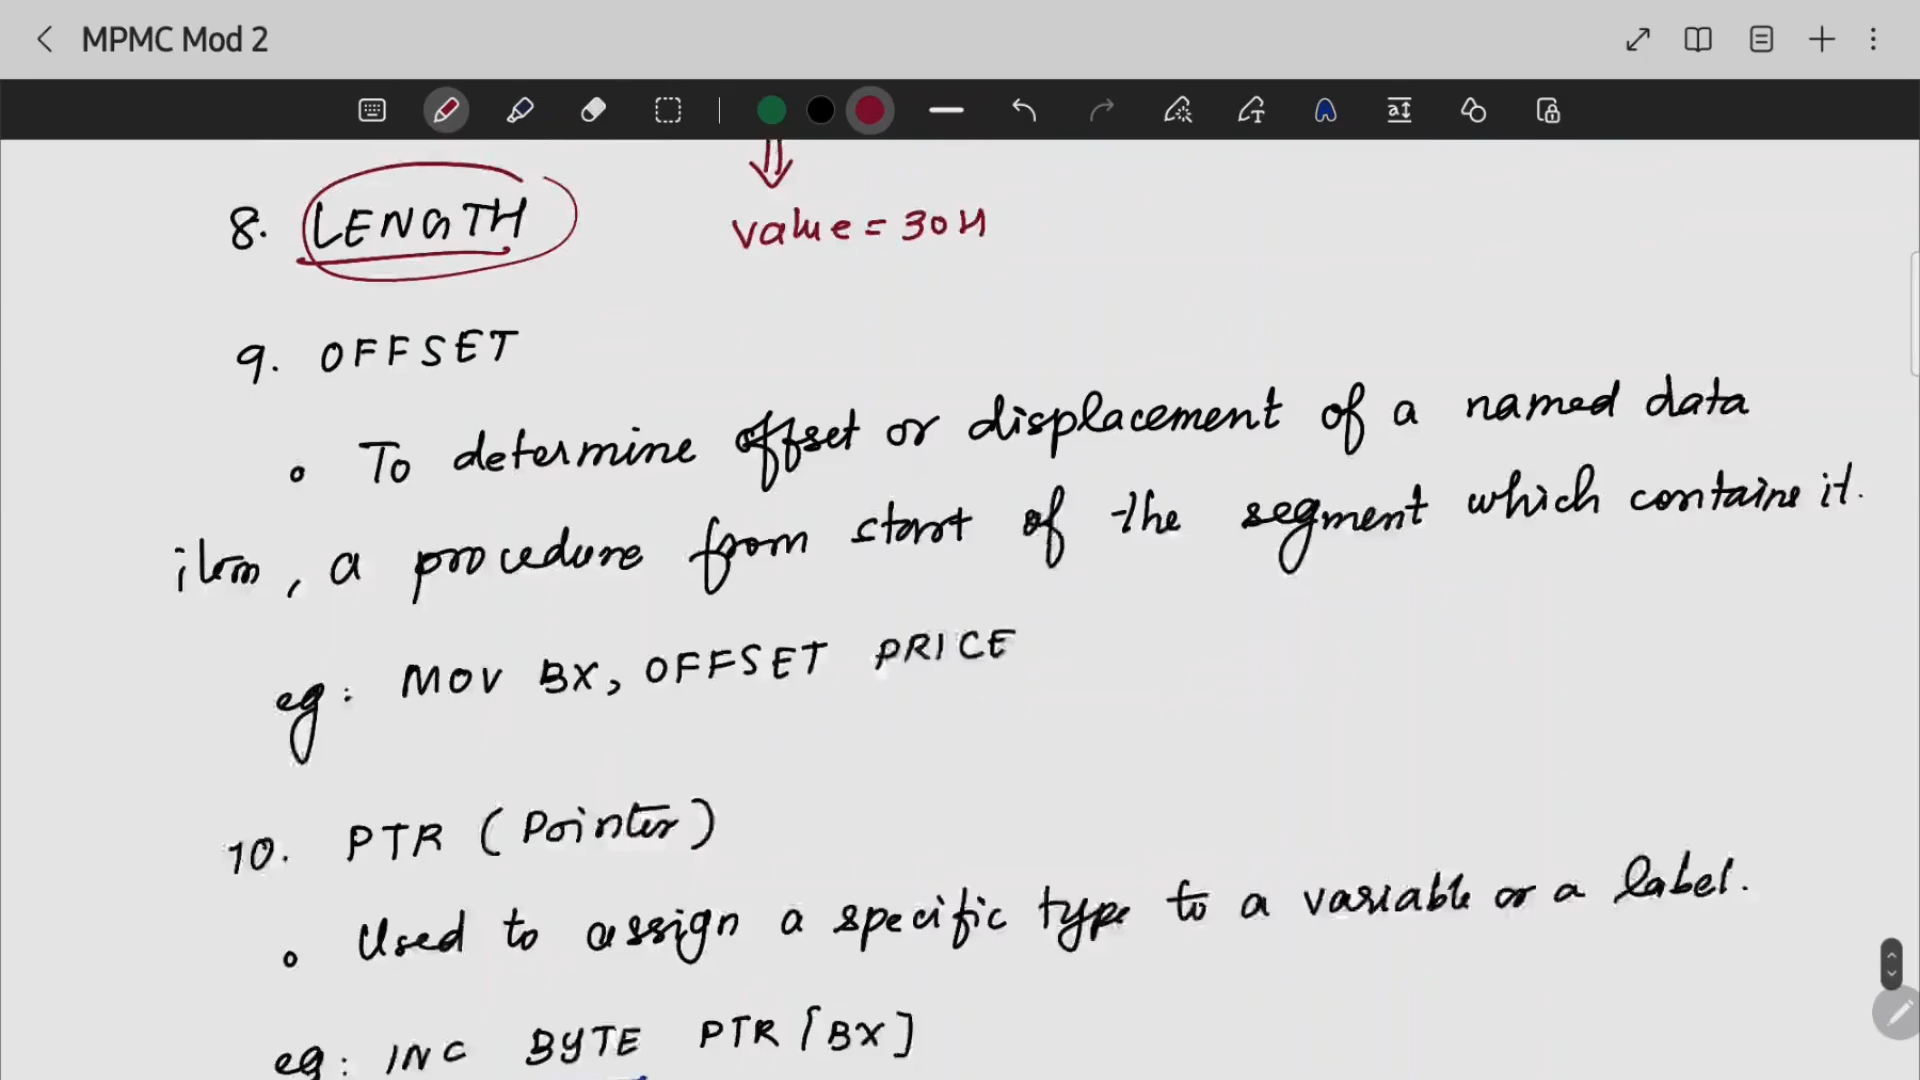 MPMC Mod 2
8. LENGTH
value = 30H
9. OFFSET
To determine offset or displacement of a named data
item, a procedure from start of the segment which contains it.
eg: MOV BX, OFFSET PRICE
10. PTR (Pointer)
Used to assign a specific type to a variable or a label.
eg: INC BYTE PTR [BX]